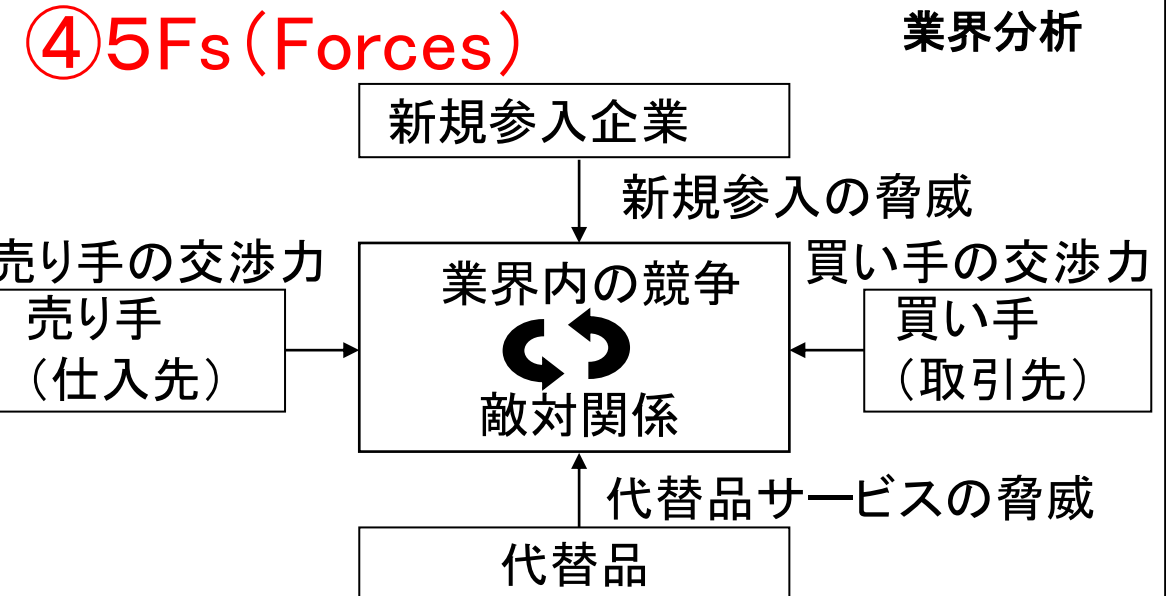 ④5Fs(Forces)
業界分析
新規参入企業
新規参入の脅威
売り手の交渉力
買い手の交渉力
売り手
(仕入先)
業界内の競争
敵対関係
買い手
(取引先)
代替品サービスの脅威
代替品